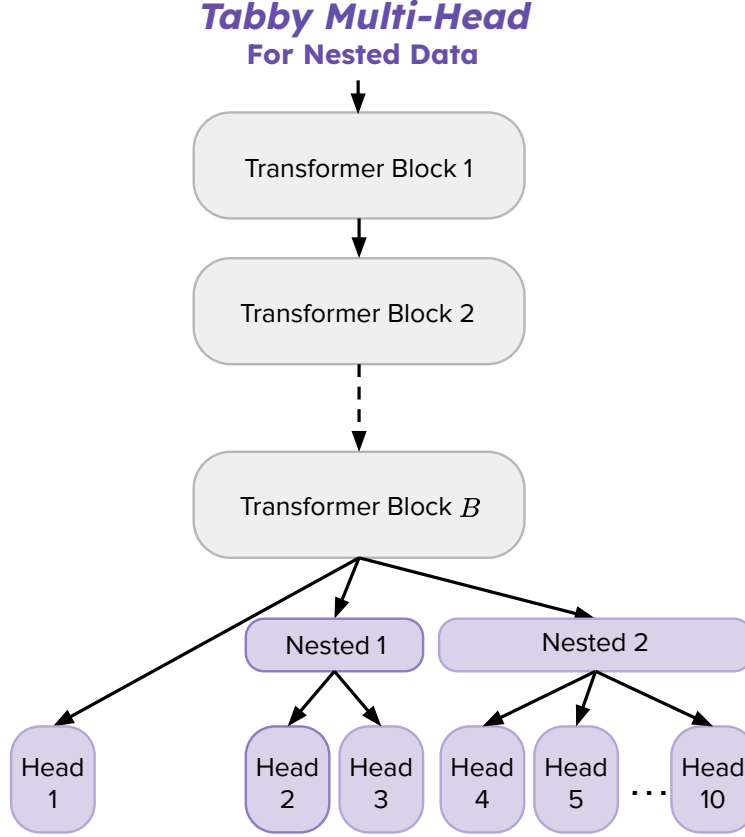 Tabby Multi-Head
For Nested Data
Transformer Block 1
Transformer Block 2
Transformer Block B
Nested 1
Nested 2
Head
1
Head
2
Head
3
Head
4
Head
5
...
Head
10